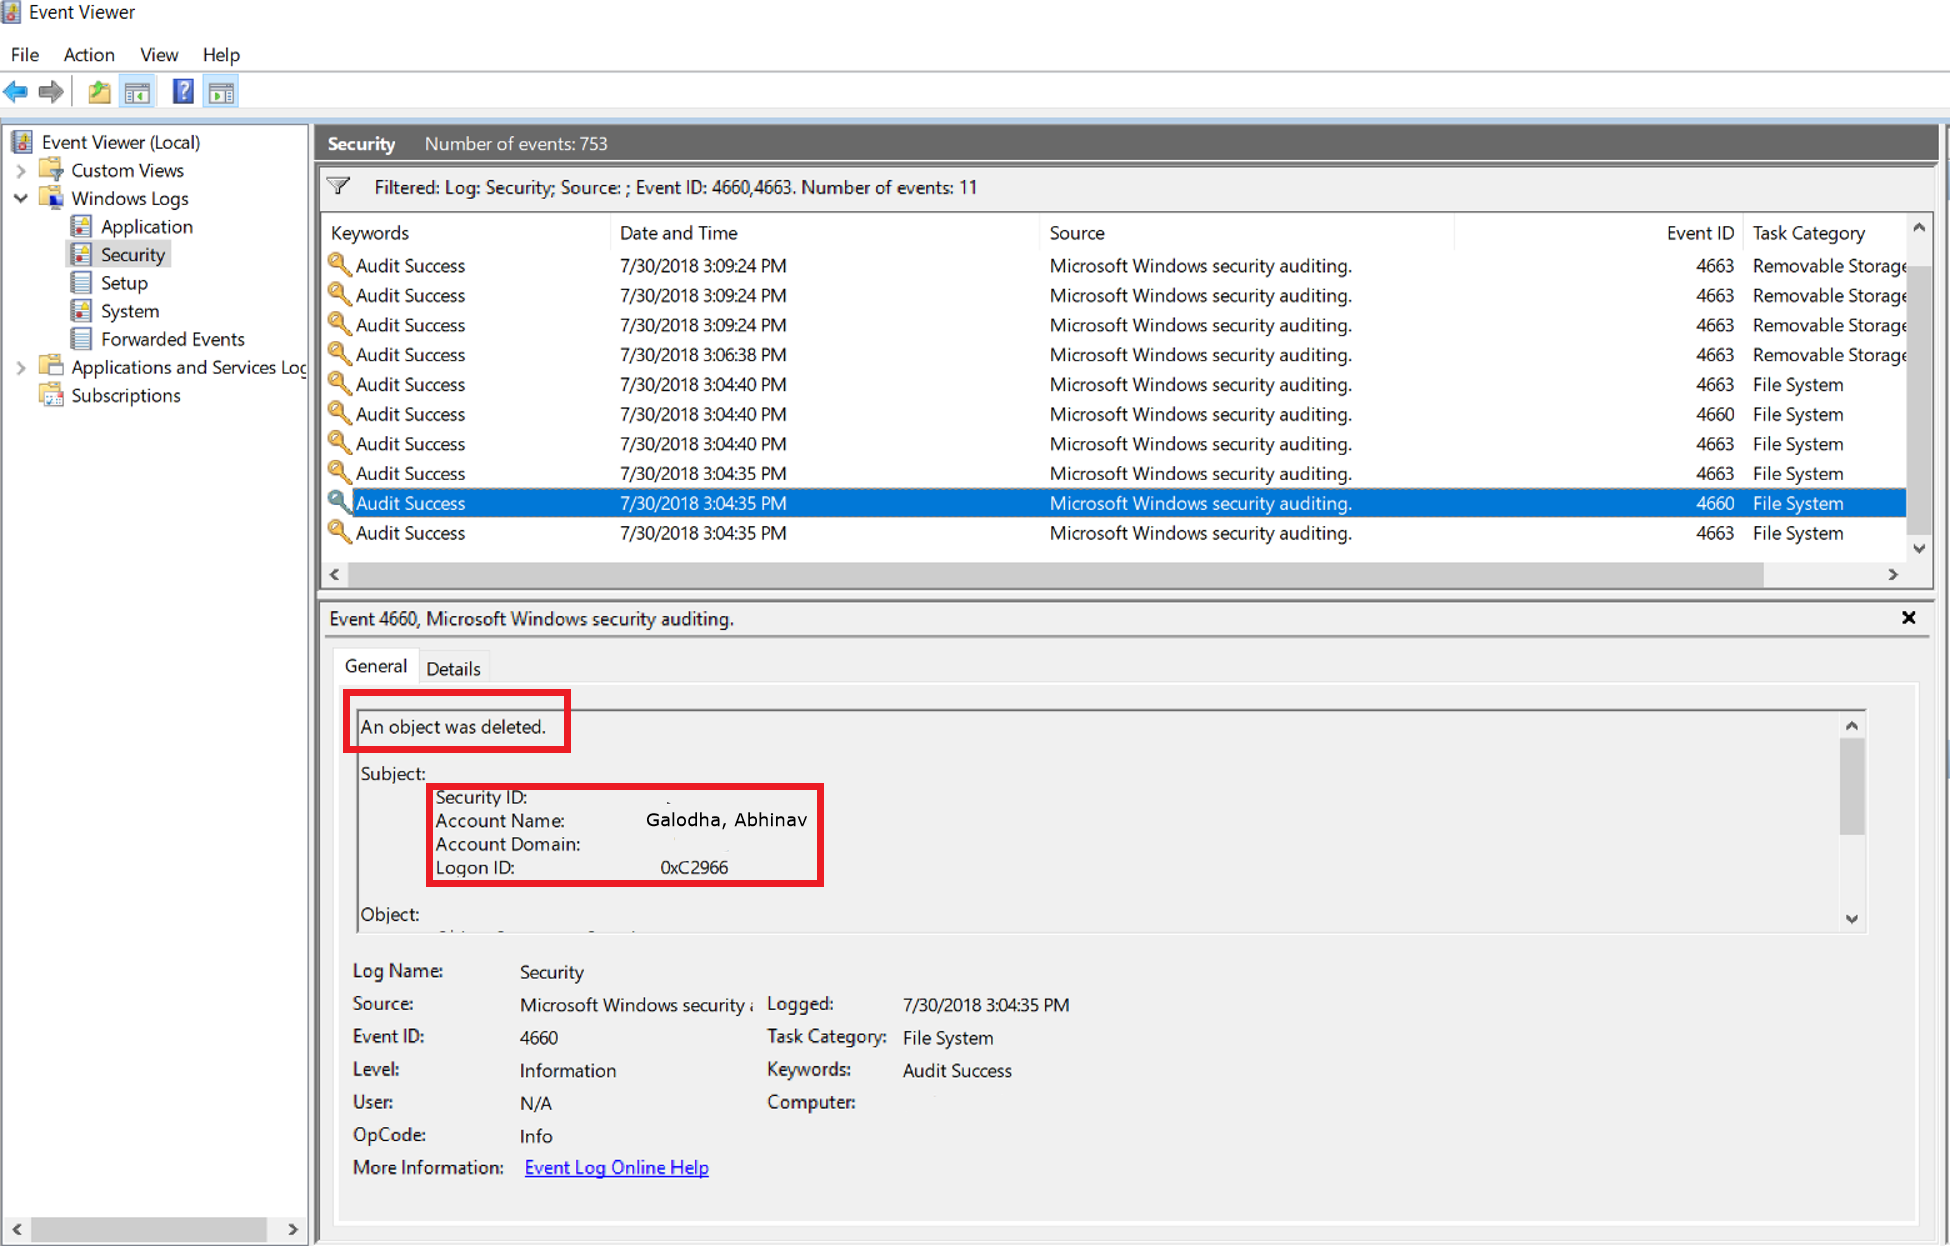 Event Viewer
File Action View Help
Event Viewer (Local)
Custom Views
Windows Logs
Application
Security
Setup
System
Forwarded Events
Applications and Services Log
Subscriptions
Security Number of events: 753
Filtered: Log: Security; Source: ; Event ID: 4660,4663. Number of events: 11
Keywords Date and Time Source Event ID Task Category
Audit Success 7/30/2018 3:09:24 PM Microsoft Windows security auditing. 4663 Removable Storage
Audit Success 7/30/2018 3:09:24 PM Microsoft Windows security auditing. 4663 Removable Storage
Audit Success 7/30/2018 3:09:24 PM Microsoft Windows security auditing. 4663 Removable Storage
Audit Success 7/30/2018 3:06:38 PM Microsoft Windows security auditing. 4663 Removable Storage
Audit Success 7/30/2018 3:04:40 PM Microsoft Windows security auditing. 4663 File System
Audit Success 7/30/2018 3:04:40 PM Microsoft Windows security auditing. 4660 File System
Audit Success 7/30/2018 3:04:40 PM Microsoft Windows security auditing. 4663 File System
Audit Success 7/30/2018 3:04:35 PM Microsoft Windows security auditing. 4663 File System
Audit Success 7/30/2018 3:04:35 PM Microsoft Windows security auditing. 4660 File System
Audit Success 7/30/2018 3:04:35 PM Microsoft Windows security auditing. 4663 File System
Event 4660, Microsoft Windows security auditing.
General Details
An object was deleted.
Subject:
Security ID:
Account Name: Galodha, Abhinav
Account Domain:
Logon ID: 0xC2966
Object:
Log Name: Security
Source: Microsoft Windows security Logged: 7/30/2018 3:04:35 PM
Event ID: 4660 Task Category: File System
Level: Information Keywords: Audit Success
User: N/A Computer:
OpCode: Info
More Information: Event Log Online Help